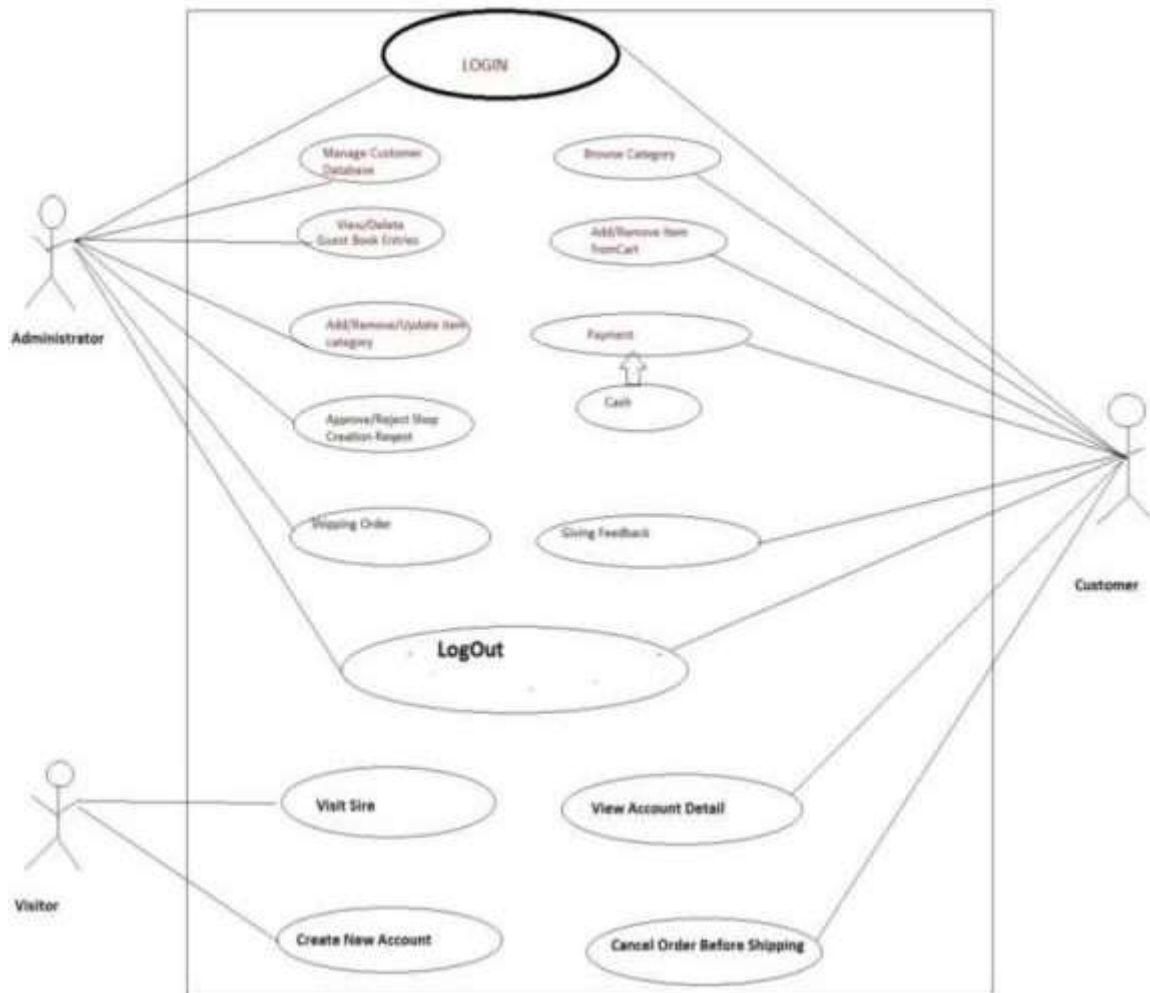 LOGIN
Manage Customer
Database
Browse Category
View/Delete
Guest Book Entries
Add/Remove Item
fromCart
Administrator
Add/Remove/Update Item
category
Payment
Cash
Approve/Reject Shop
Creation Reqest
Shipping Order
Giving Feedback
Customer
LogOut
Visit Sire
View Account Detail
Visitor
Create New Account
Cancel Order Before Shipping